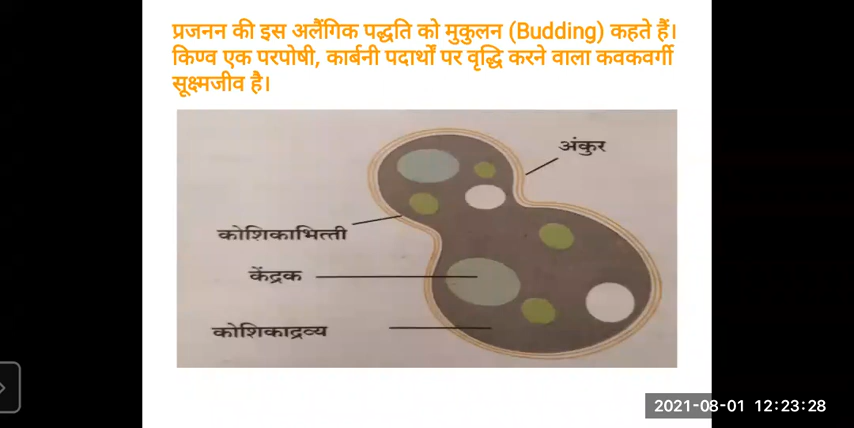 प्रजनन की इस अलैंगिक पद्धति को मुकुलन (Budding) कहते हैं।
किण्व एक परपोषी, कार्बनी पदार्थों पर वृद्धि करने वाला कवकवर्गी
सूक्ष्मजीव है।
अंकुर
कोशिकाभित्ती
केंद्रक
कोशिकाद्रव्य
2021-08-01 12:23:28